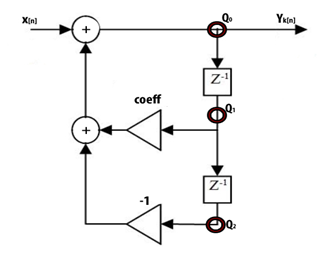 x[n]
+
Q₀
Yk[n]
Z⁻¹
coeff
Q₁
+
Z⁻¹
-1
Q₂